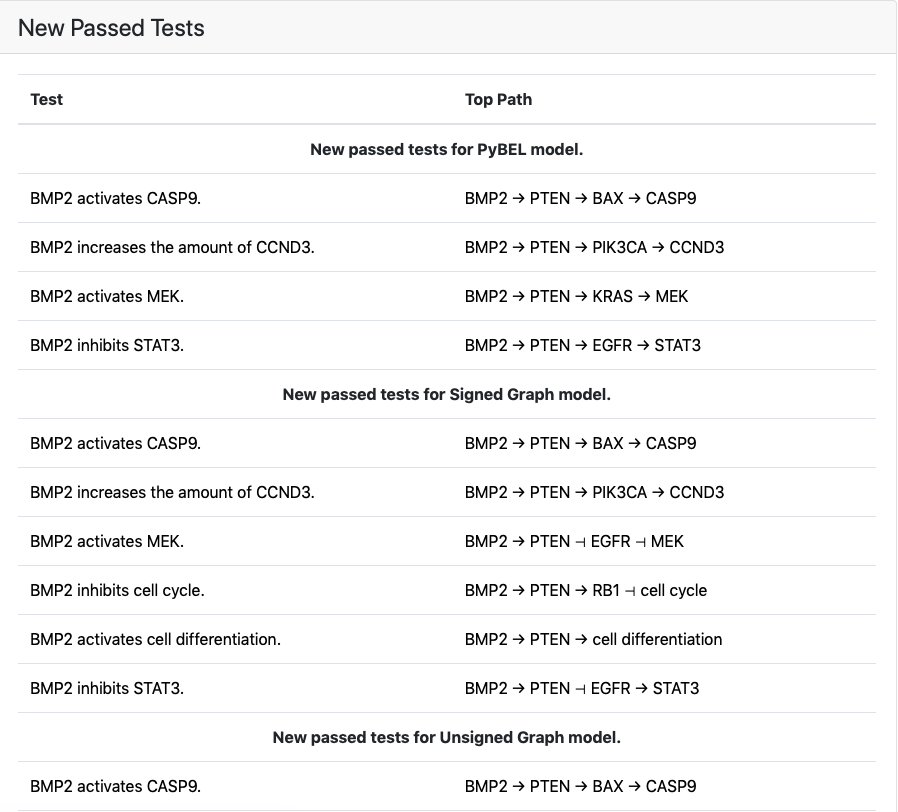 New Passed Tests
Test Top Path
New passed tests for PyBEL model.
BMP2 activates CASP9. BMP2 → PTEN → BAX → CASP9
BMP2 increases the amount of CCND3. BMP2 → PTEN → PIK3CA → CCND3
BMP2 activates MEK. BMP2 → PTEN → KRAS → MEK
BMP2 inhibits STAT3. BMP2 → PTEN → EGFR → STAT3
New passed tests for Signed Graph model.
BMP2 activates CASP9. BMP2 → PTEN → BAX → CASP9
BMP2 increases the amount of CCND3. BMP2 → PTEN → PIK3CA → CCND3
BMP2 activates MEK. BMP2 → PTEN ⊣ EGFR ⊣ MEK
BMP2 inhibits cell cycle. BMP2 → PTEN → RB1 ⊣ cell cycle
BMP2 activates cell differentiation. BMP2 → PTEN → cell differentiation
BMP2 inhibits STAT3. BMP2 → PTEN ⊣ EGFR → STAT3
New passed tests for Unsigned Graph model.
BMP2 activates CASP9. BMP2 → PTEN → BAX → CASP9